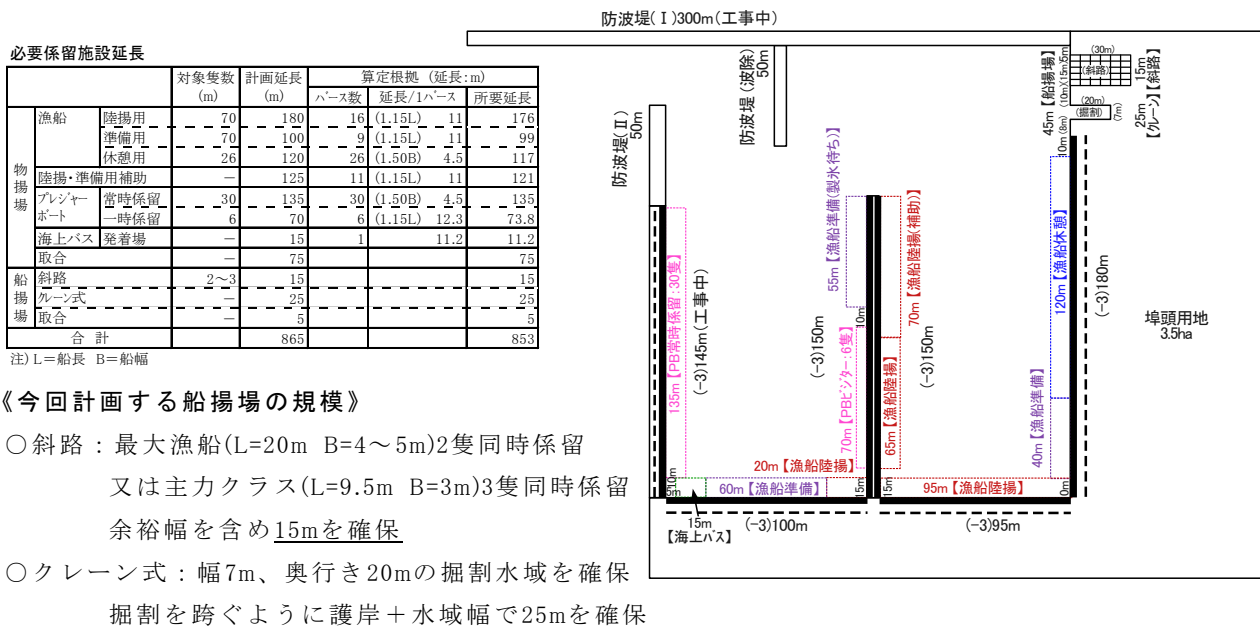 防波堤(Ⅰ)300m(工事中)
必要係留施設延長
対象隻数 計画延長 算定根拠 (延長:m)
(m) (m) バース数 延長/1バース 所要延長
物揚場
漁船 陸揚用 70 180 16 (1.15L) 11 176
準備用 70 100 9 (1.15L) 11 99
休憩用 26 120 26 (1.50B) 4.5 117
陸揚・準備用補助 － 125 11 (1.15L) 11 121
プレジャーボート 常時係留 30 135 30 (1.50B) 4.5 135
一時係留 6 70 6 (1.15L) 12.3 73.8
海上バス 発着場 － 15 1 11.2 11.2
取合 － 75 75
船揚場
斜路 2～3 15 15
クレーン式 － 25 25
取合 － 5 5
合 計 865 853
注) L＝船長 B＝船幅
《今回計画する船揚場の規模》
○斜路：最大漁船(L=20m B=4～5m)2隻同時係留
又は主力クラス(L=9.5m B=3m)3隻同時係留
余裕幅を含め15mを確保
○クレーン式：幅7m、奥行き20mの掘割水域を確保
掘割を跨ぐように護岸＋水域幅で25mを確保
防波堤(Ⅱ)
50m
防波堤(波除)
50m
45m【船揚場】
(8m)
(10m)
(15m)
5m
(30m)
(斜路)
15m
【斜路】
(20m)
(掘割)
(7m)
25m
【クレーン】
10m
135m【PB常時係留:30隻】
(-3)145m(工事中)
55m【漁船準備(製氷待ち)】
10m
(-3)150m
70m【PBビジター:6隻】
70m【漁船陸揚(補助)】
65m【漁船陸揚】
(-3)150m
120m【漁船休憩】
40m【漁船準備】
(-3)180m
埠頭用地
3.5ha
20m【漁船陸揚】
10m
5m
60m【漁船準備】
15m
15m
95m【漁船陸揚】
0m
15m
【海上バス】
(-3)100m
(-3)95m